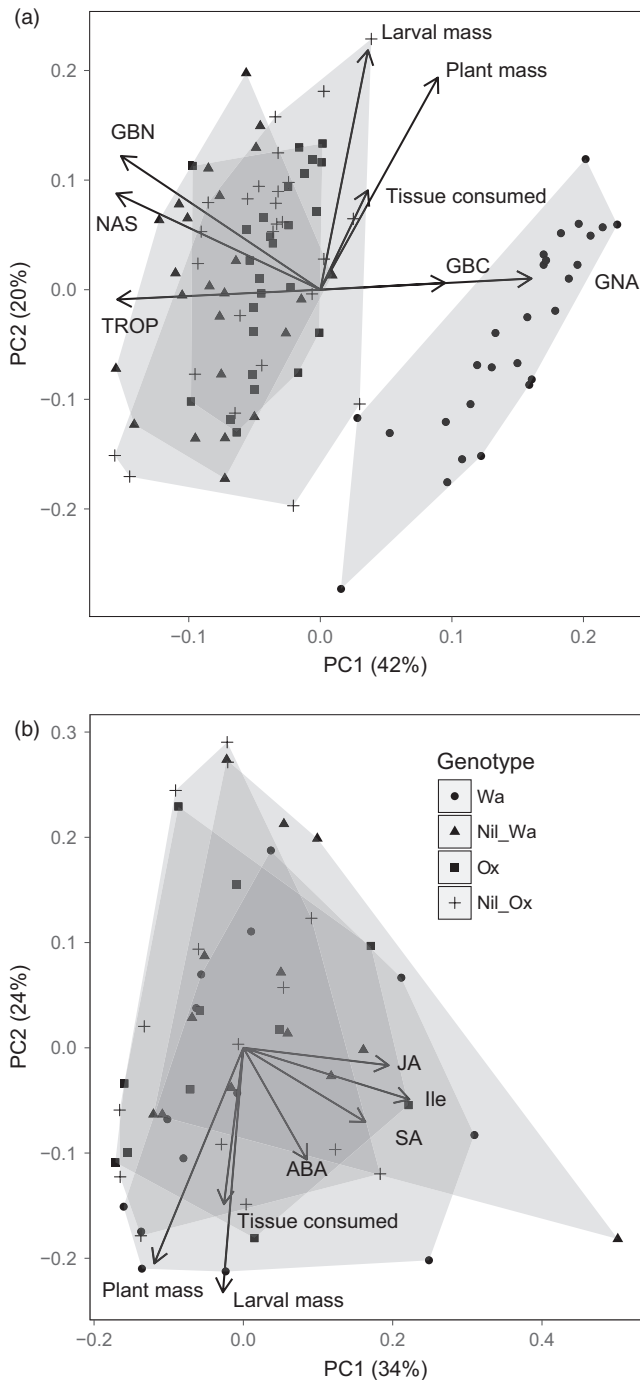 (a)
0.2
0.1
0.0
−0.1
−0.2
PC2 (20%)
Larval mass
Plant mass
GBN
NAS
Tissue consumed
GBC
GNA
TROP
−0.1
0.0
0.1
0.2
PC1 (42%)
(b)
0.3
0.2
0.1
0.0
−0.1
−0.2
PC2 (24%)
Genotype
Wa
Nil_Wa
Ox
Nil_Ox
JA
Ile
SA
ABA
Tissue consumed
Plant mass
Larval mass
−0.2
0.0
0.2
0.4
PC1 (34%)